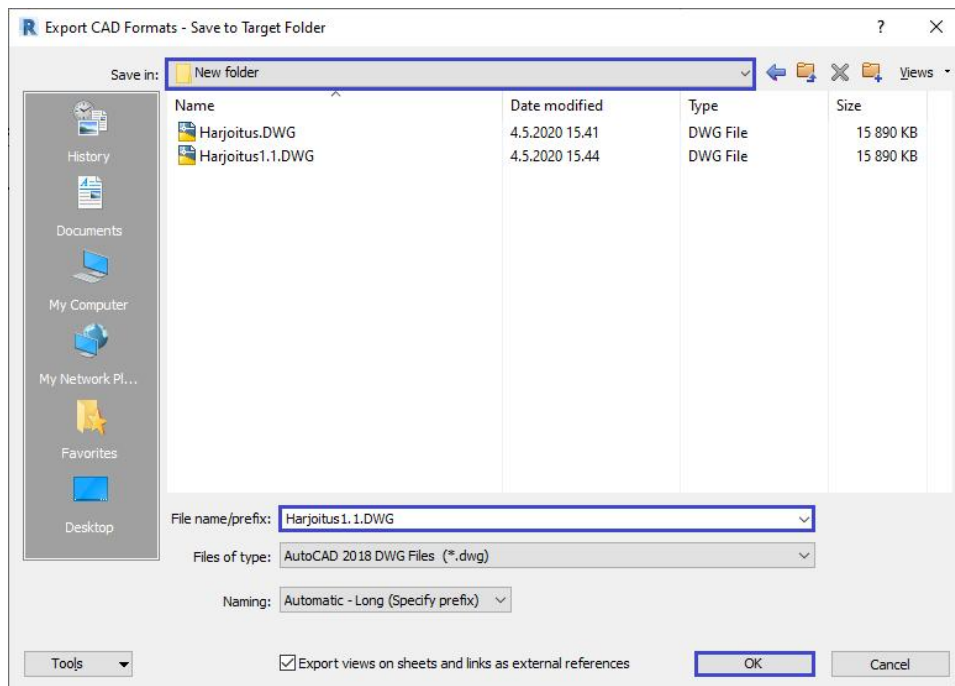 Export CAD Formats - Save to Target Folder
Save in: New folder Views
Name Date modified Type Size
Harjoitus.DWG 4.5.2020 15.41 DWG File 15 890 KB
Harjoitus1.1.DWG 4.5.2020 15.44 DWG File 15 890 KB
History
Documents
My Computer
My Network Pl...
Favorites
Desktop
File name/prefix: Harjoitus1.1.DWG
Files of type: AutoCAD 2018 DWG Files (*.dwg)
Naming: Automatic - Long (Specify prefix)
Tools Export views on sheets and links as external references OK Cancel